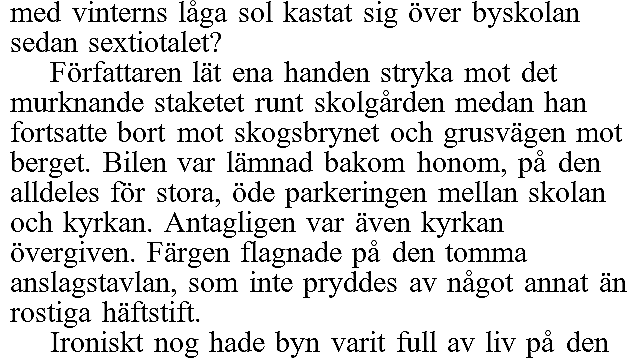 med vinterns låga sol kastat sig över byskolan
sedan sextiotalet?
Författaren lät ena handen stryka mot det
murknande staketet runt skolgården medan han
fortsatte bort mot skogsbrynet och grusvägen mot
berget. Bilen var lämnad bakom honom, på den
alldeles för stora, öde parkeringen mellan skolan
och kyrkan. Antagligen var även kyrkan
övergiven. Färgen flagnade på den tomma
anslagstavlan, som inte pryddes av något annat än
rostiga häftstift.
Ironiskt nog hade byn varit full av liv på den